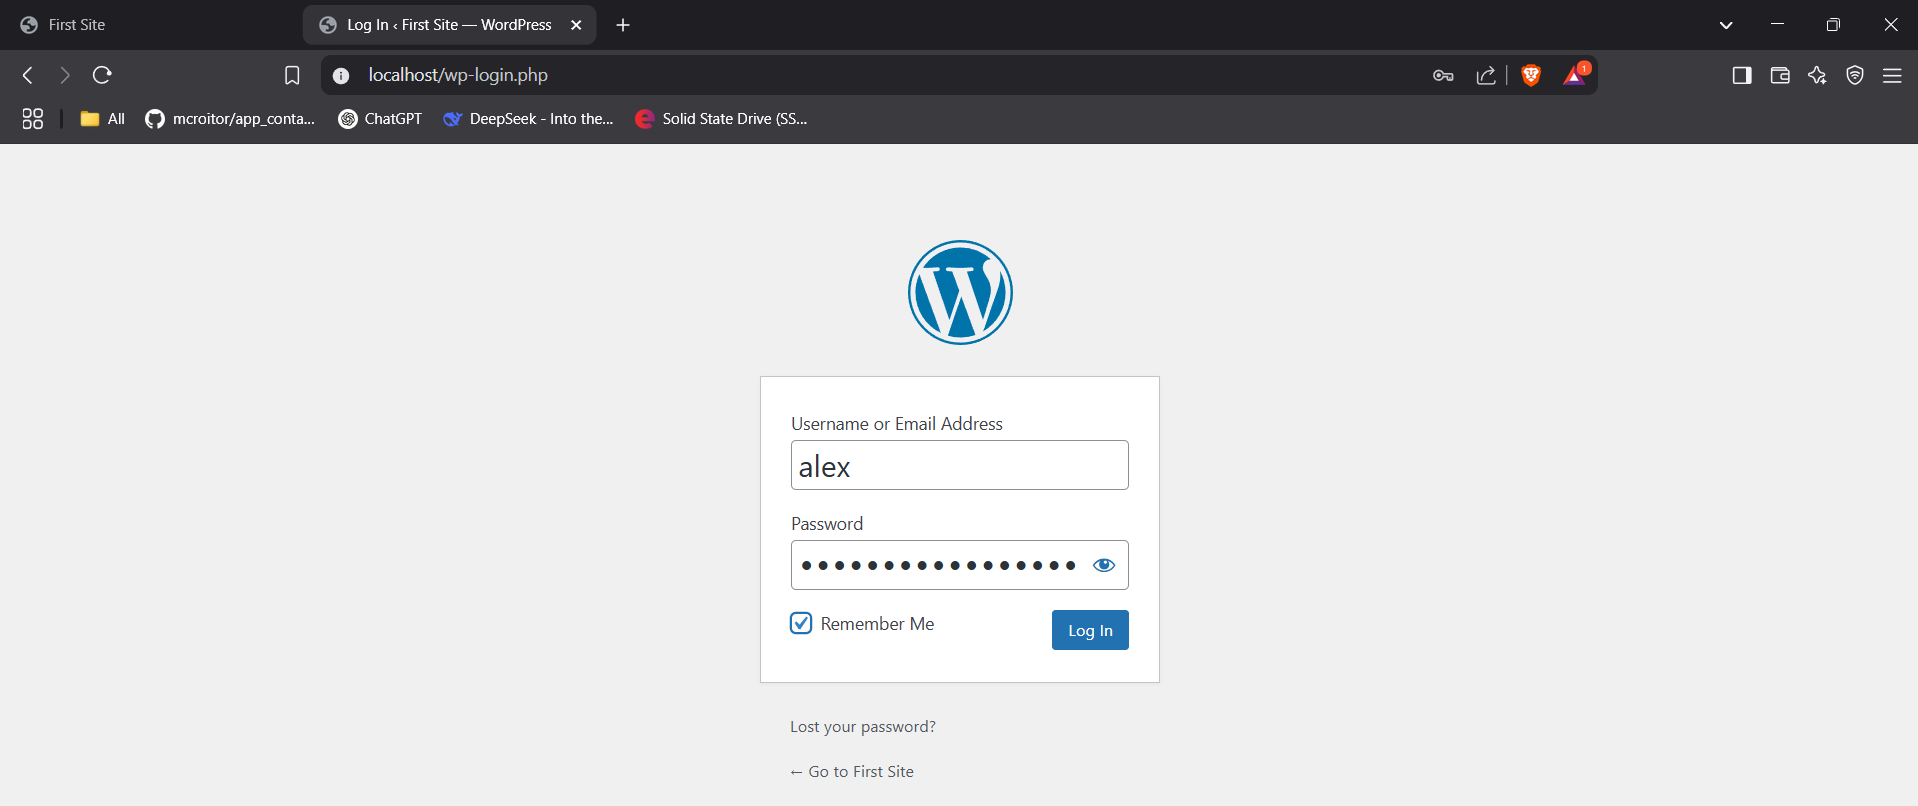 First Site
Log In ‹ First Site — WordPress
localhost/wp-login.php
1
All
mcroitor/app_conta...
ChatGPT
DeepSeek - Into the...
Solid State Drive (SS...
Username or Email Address
alex
Password
Remember Me
Log In
Lost your password?
← Go to First Site